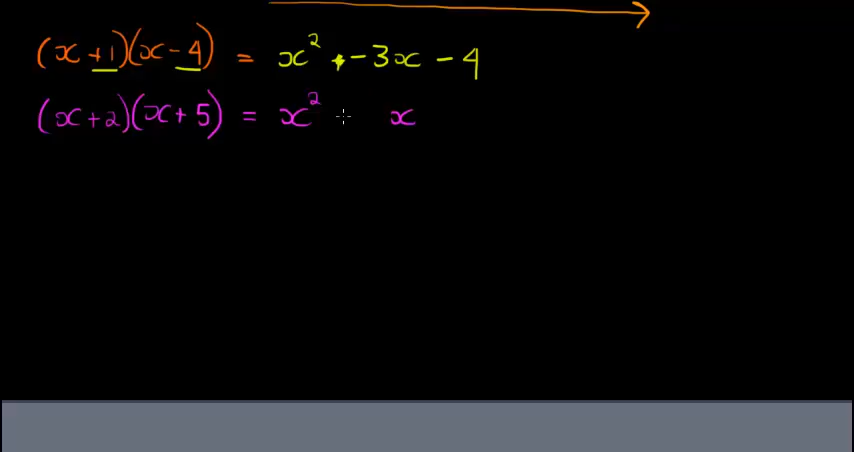 (x + 1)(x - 4) = x² - 3x - 4
(x + 2)(x + 5) = x² x